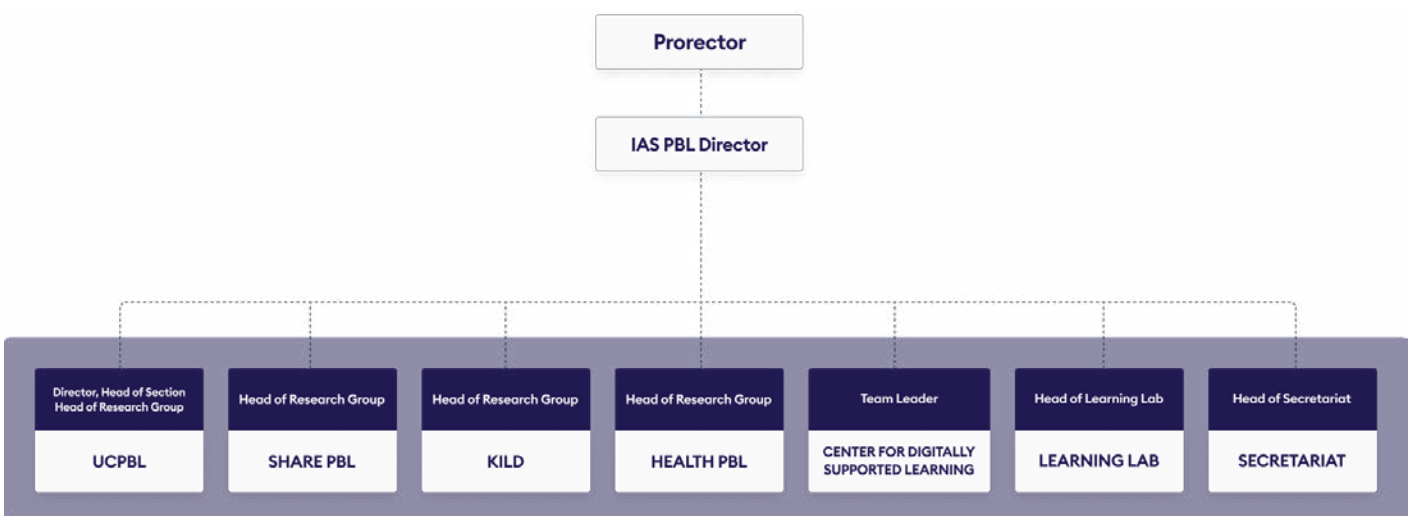 Prorector
IAS PBL Director
Director, Head of Section
Head of Research Group
UCPBL
Head of Research Group
SHARE PBL
Head of Research Group
KILD
Head of Research Group
HEALTH PBL
Team Leader
CENTER FOR DIGITALLY
SUPPORTED LEARNING
Head of Learning Lab
LEARNING LAB
Head of Secretariat
SECRETARIAT